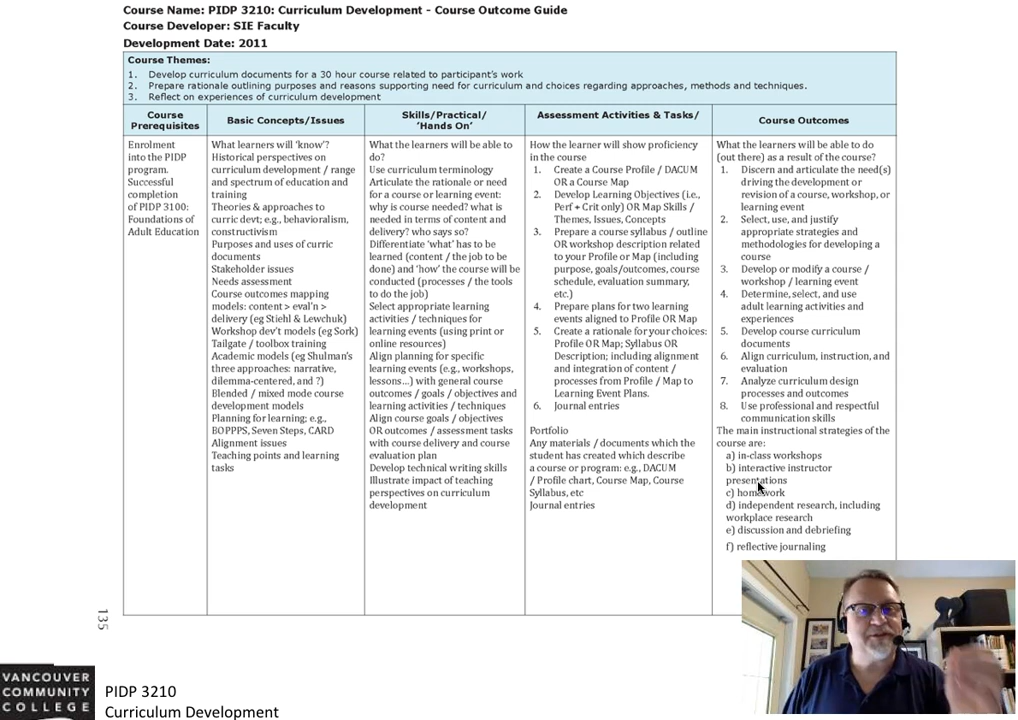 Course Name: PIDP 3210: Curriculum Development - Course Outcome Guide
Course Developer: SIE Faculty
Development Date: 2011
Course Themes:
1. Develop curriculum documents for a 30 hour course related to participant's work
2. Prepare rationale outlining purposes and reasons supporting need for curriculum and choices regarding approaches, methods and techniques.
3. Reflect on experiences of curriculum development
Course
Prerequisites
Basic Concepts/Issues
Skills/Practical/
'Hands On'
Assessment Activities & Tasks/
Course Outcomes
Enrolment
into the PIDP
program.
Successful
completion
of PIDP 3100:
Foundations of
Adult Education
What learners will 'know'?
Historical perspectives on
curriculum development / range
and spectrum of education and
training
Theories & approaches to
curric devt; e.g., behavioralism,
constructivism
Purposes and uses of curric
documents
Stakeholder issues
Needs assessment
Course outcomes mapping
models: content > eval'n >
delivery (eg Stiehl & Lewchuk)
Workshop dev't models (eg Sork)
Tailgate / toolbox training
Academic models (eg Shulman's
three approaches: narrative,
dilemma-centered, and ?)
Blended / mixed mode course
development models
Planning for learning; e.g.,
BOPPPS, Seven Steps, CARD
Alignment issues
Teaching points and learning
tasks
What the learners will be able to
do?
Use curriculum terminology
Articulate the rationale or need
for a course or learning event:
why is course needed? what is
needed in terms of content and
delivery? who says so?
Differentiate 'what' has to be
learned (content / the job to be
done) and 'how' the course will be
conducted (processes / the tools
to do the job)
Select appropriate learning
activities / techniques for
learning events (using print or
online resources)
Align planning for specific
learning events (e.g., workshops,
lessons...) with general course
outcomes / goals / objectives and
learning activities / techniques
Align course goals / objectives
OR outcomes / assessment tasks
with course delivery and course
evaluation plan
Develop technical writing skills
Illustrate impact of teaching
perspectives on curriculum
development
How the learner will show proficiency
in the course
1. Create a Course Profile / DACUM
OR a Course Map
2. Develop Learning Objectives (i.e.,
Perf + Crit only) OR Map Skills /
Themes, Issues, Concepts
3. Prepare a course syllabus / outline
OR workshop description related
to your Profile or Map (including
purpose, goals/outcomes, course
schedule, evaluation summary,
etc.)
4. Prepare plans for two learning
events aligned to Profile OR Map
5. Create a rationale for your choices:
Profile OR Map; Syllabus OR
Description; including alignment
and integration of content /
processes from Profile / Map to
Learning Event Plans.
6. Journal entries
Portfolio
Any materials / documents which the
student has created which describe
a course or program: e.g., DACUM
/ Profile chart, Course Map, Course
Syllabus, etc
Journal entries
What the learners will be able to do
(out there) as a result of the course?
1. Discern and articulate the need(s)
driving the development or
revision of a course, workshop, or
learning event
2. Select, use, and justify
appropriate strategies and
methodologies for developing a
course
3. Develop or modify a course /
workshop / learning event
4. Determine, select, and use
adult learning activities and
experiences
5. Develop course curriculum
documents
6. Align curriculum, instruction, and
evaluation
7. Analyze curriculum design
processes and outcomes
8. Use professional and respectful
communication skills
The main instructional strategies of the
course are:
a) in-class workshops
b) interactive instructor
presentations
c) homework
d) independent research, including
workplace research
e) discussion and debriefing
f) reflective journaling
135
VANCOUVER
COMMUNITY
COLLEGE
PIDP 3210
Curriculum Development